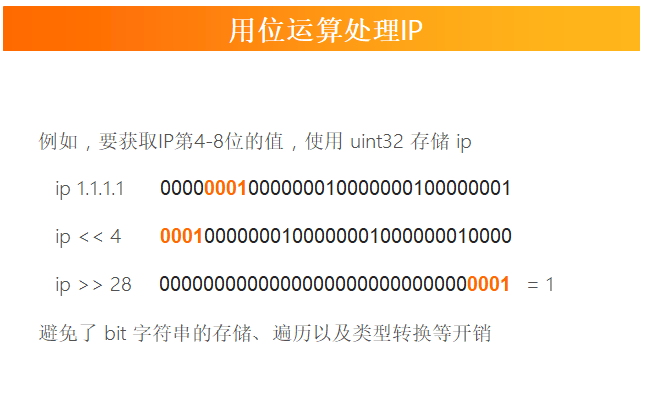 用位运算处理IP
例如，要获取IP第4-8位的值，使用 uint32 存储 ip
ip 1.1.1.1 00000001000000010000000100000001
ip << 4 00010000000100000001000000010000
ip >> 28 00000000000000000000000000000001 = 1
避免了 bit 字符串的存储、遍历以及类型转换等开销